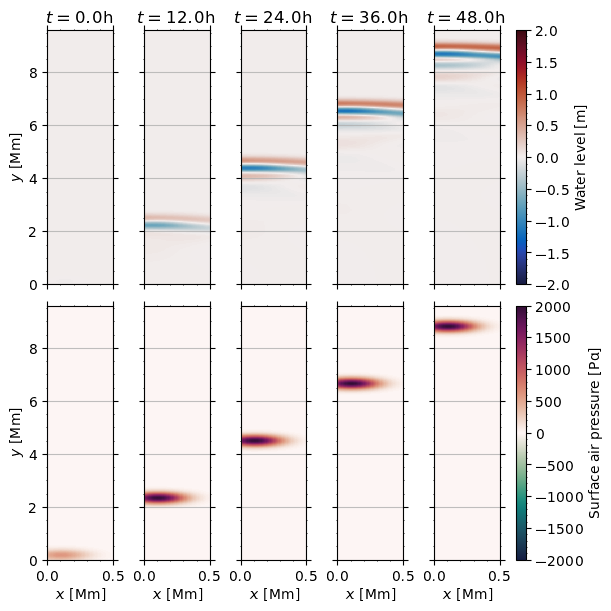 t = 0.0h
t = 12.0h
t = 24.0h
t = 36.0h
t = 48.0h
8
6
4
2
0
y [Mm]
2.0
1.5
1.0
0.5
0.0
−0.5
−1.0
−1.5
−2.0
Water level [m]
8
6
4
2
0
y [Mm]
2000
1500
1000
500
0
−500
−1000
−1500
−2000
Surface air pressure [Pa]
0.0 0.5
0.0 0.5
0.0 0.5
0.0 0.5
0.0 0.5
x [Mm]
x [Mm]
x [Mm]
x [Mm]
x [Mm]